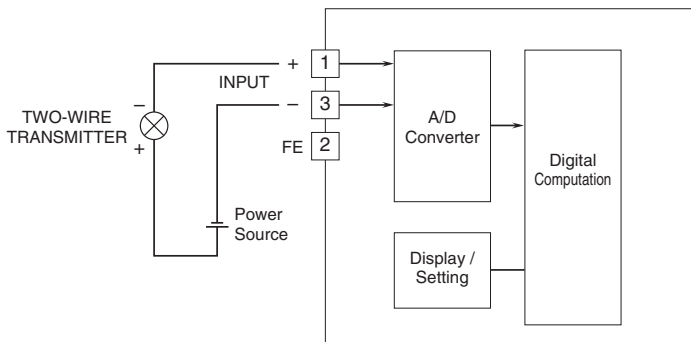 + 1
INPUT
− 3
FE 2
−
TWO-WIRE
TRANSMITTER
+
Power
Source
A/D
Converter
Digital
Computation
Display /
Setting